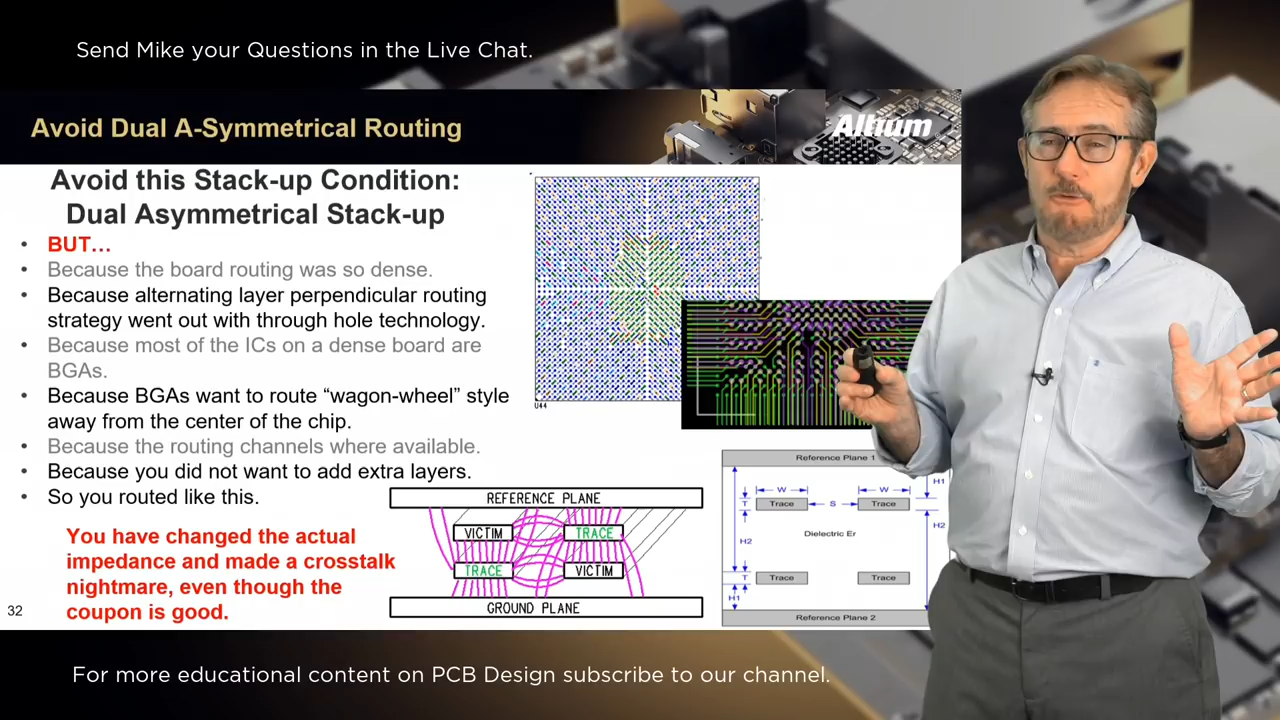 Send Mike your Questions in the Live Chat.
Avoid Dual A-Symmetrical Routing
Altium
Avoid this Stack-up Condition:
Dual Asymmetrical Stack-up
• BUT…
• Because the board routing was so dense.
• Because alternating layer perpendicular routing
strategy went out with through hole technology.
• Because most of the ICs on a dense board are
BGAs.
• Because BGAs want to route “wagon-wheel” style
away from the center of the chip.
• Because the routing channels where available.
• Because you did not want to add extra layers.
• So you routed like this.
You have changed the actual
impedance and made a crosstalk
nightmare, even though the
coupon is good.
32
U44
REFERENCE PLANE
VICTIM TRACE
TRACE VICTIM
GROUND PLANE
Reference Plane 1
W W H1
T Trace S Trace
H2 Dielectric Er H2
T Trace Trace
H1
Reference Plane 2
For more educational content on PCB Design subscribe to our channel.